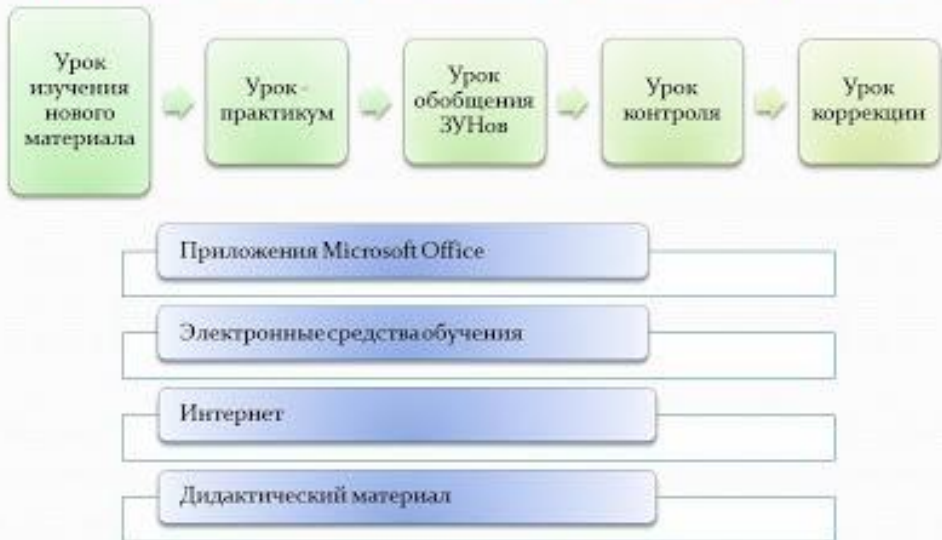 Урок
изучения
нового
материала
Урок -
практикум
Урок
обобщения
ЗУНов
Урок
контроля
Урок
коррекции
Приложения Microsoft Office
Электронные средства обучения
Интернет
Дидактический материал